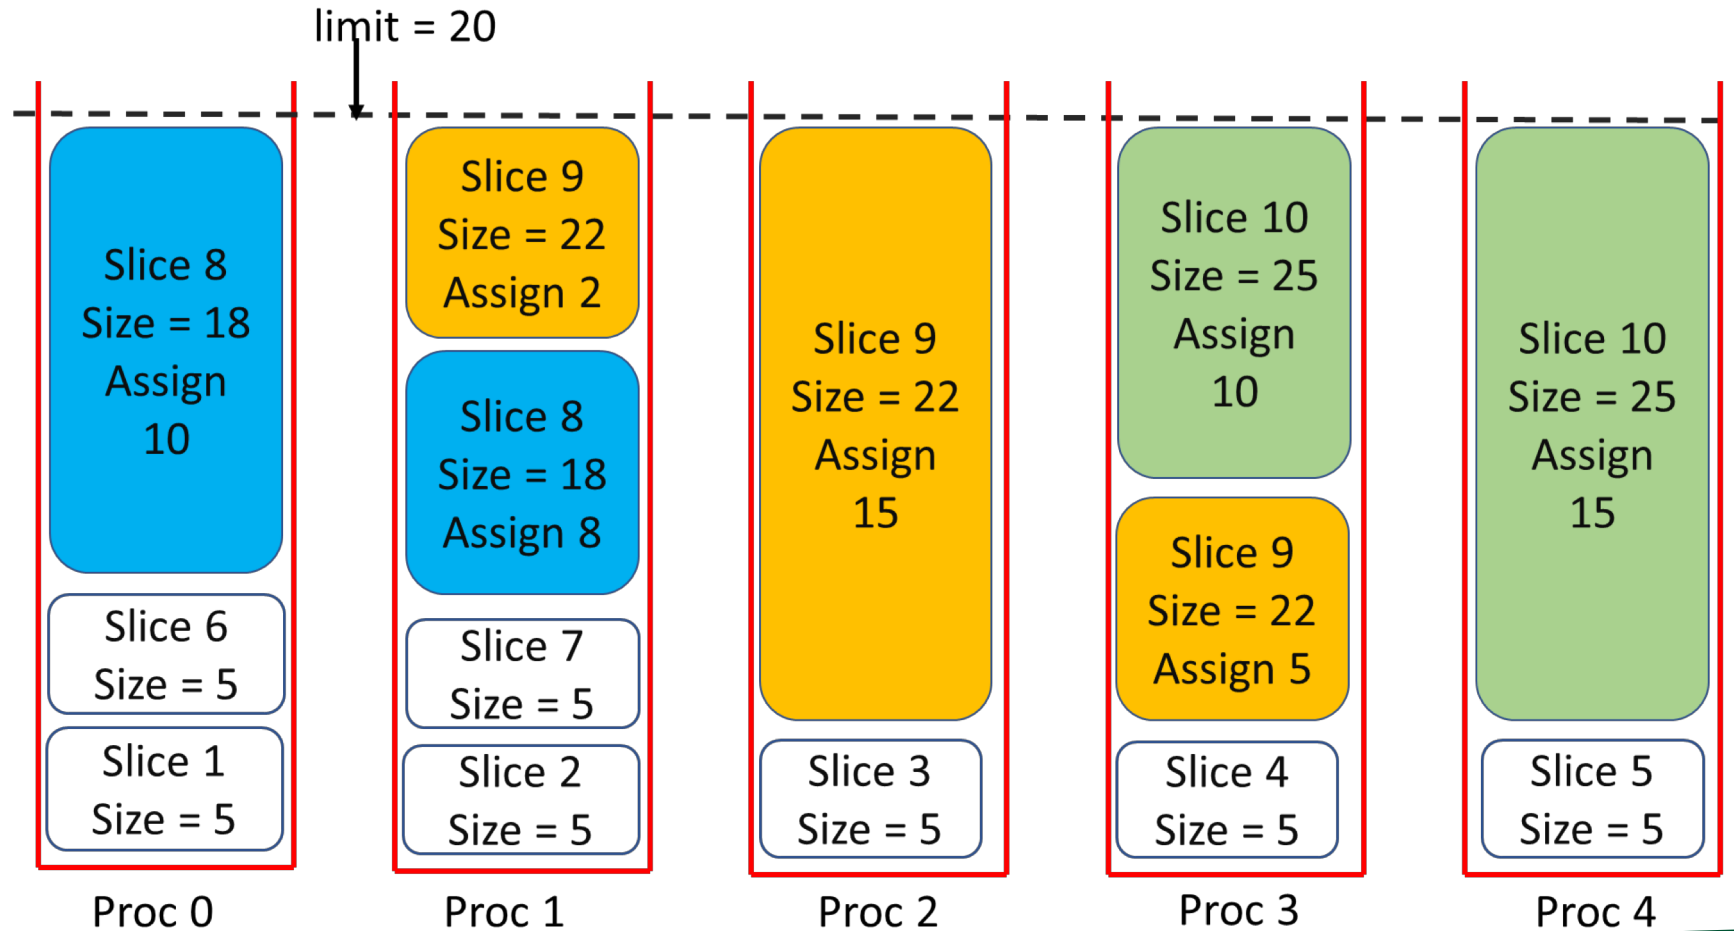 limit = 20
Slice 8
Size = 18
Assign
10
Slice 6
Size = 5
Slice 1
Size = 5
Proc 0
Slice 9
Size = 22
Assign 2
Slice 8
Size = 18
Assign 8
Slice 7
Size = 5
Slice 2
Size = 5
Proc 1
Slice 9
Size = 22
Assign
15
Slice 3
Size = 5
Proc 2
Slice 10
Size = 25
Assign
10
Slice 9
Size = 22
Assign 5
Slice 4
Size = 5
Proc 3
Slice 10
Size = 25
Assign
15
Slice 5
Size = 5
Proc 4